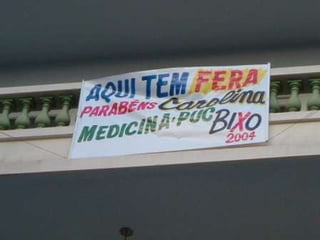 AQUI TEM FERA
PARABÉNS Carolina
MEDICINA-PUC BIXO
2004